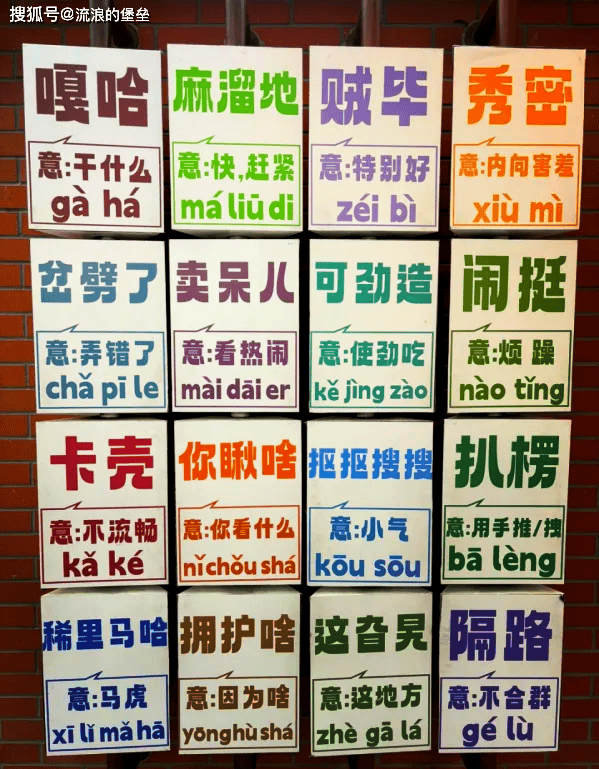 搜狐号@流浪的堡垒
嘎哈
意:干什么
gà há
麻溜地
意:快,赶紧
má liū di
贼毕
意:特别好
zéi bì
秀密
意:内向害羞
xiù mì
岔劈了
意:弄错了
chǎ pī le
卖呆儿
意:看热闹
mài dāi er
可劲造
意:使劲吃
kě jìng zào
闹挺
意:烦躁
nào tǐng
卡壳
意:不流畅
kǎ ké
你瞅啥
意:你看什么
nǐ chǒu shá
抠抠搜搜
意:小气
kōu sōu
扒楞
意:用手推/拽
bā lèng
稀里马哈
意:马虎
xī lǐ mǎ hā
拥护啥
意:因为啥
yōng hù shá
这旮旯
意:这地方
zhè gā lá
隔路
意:不合群
gé lù